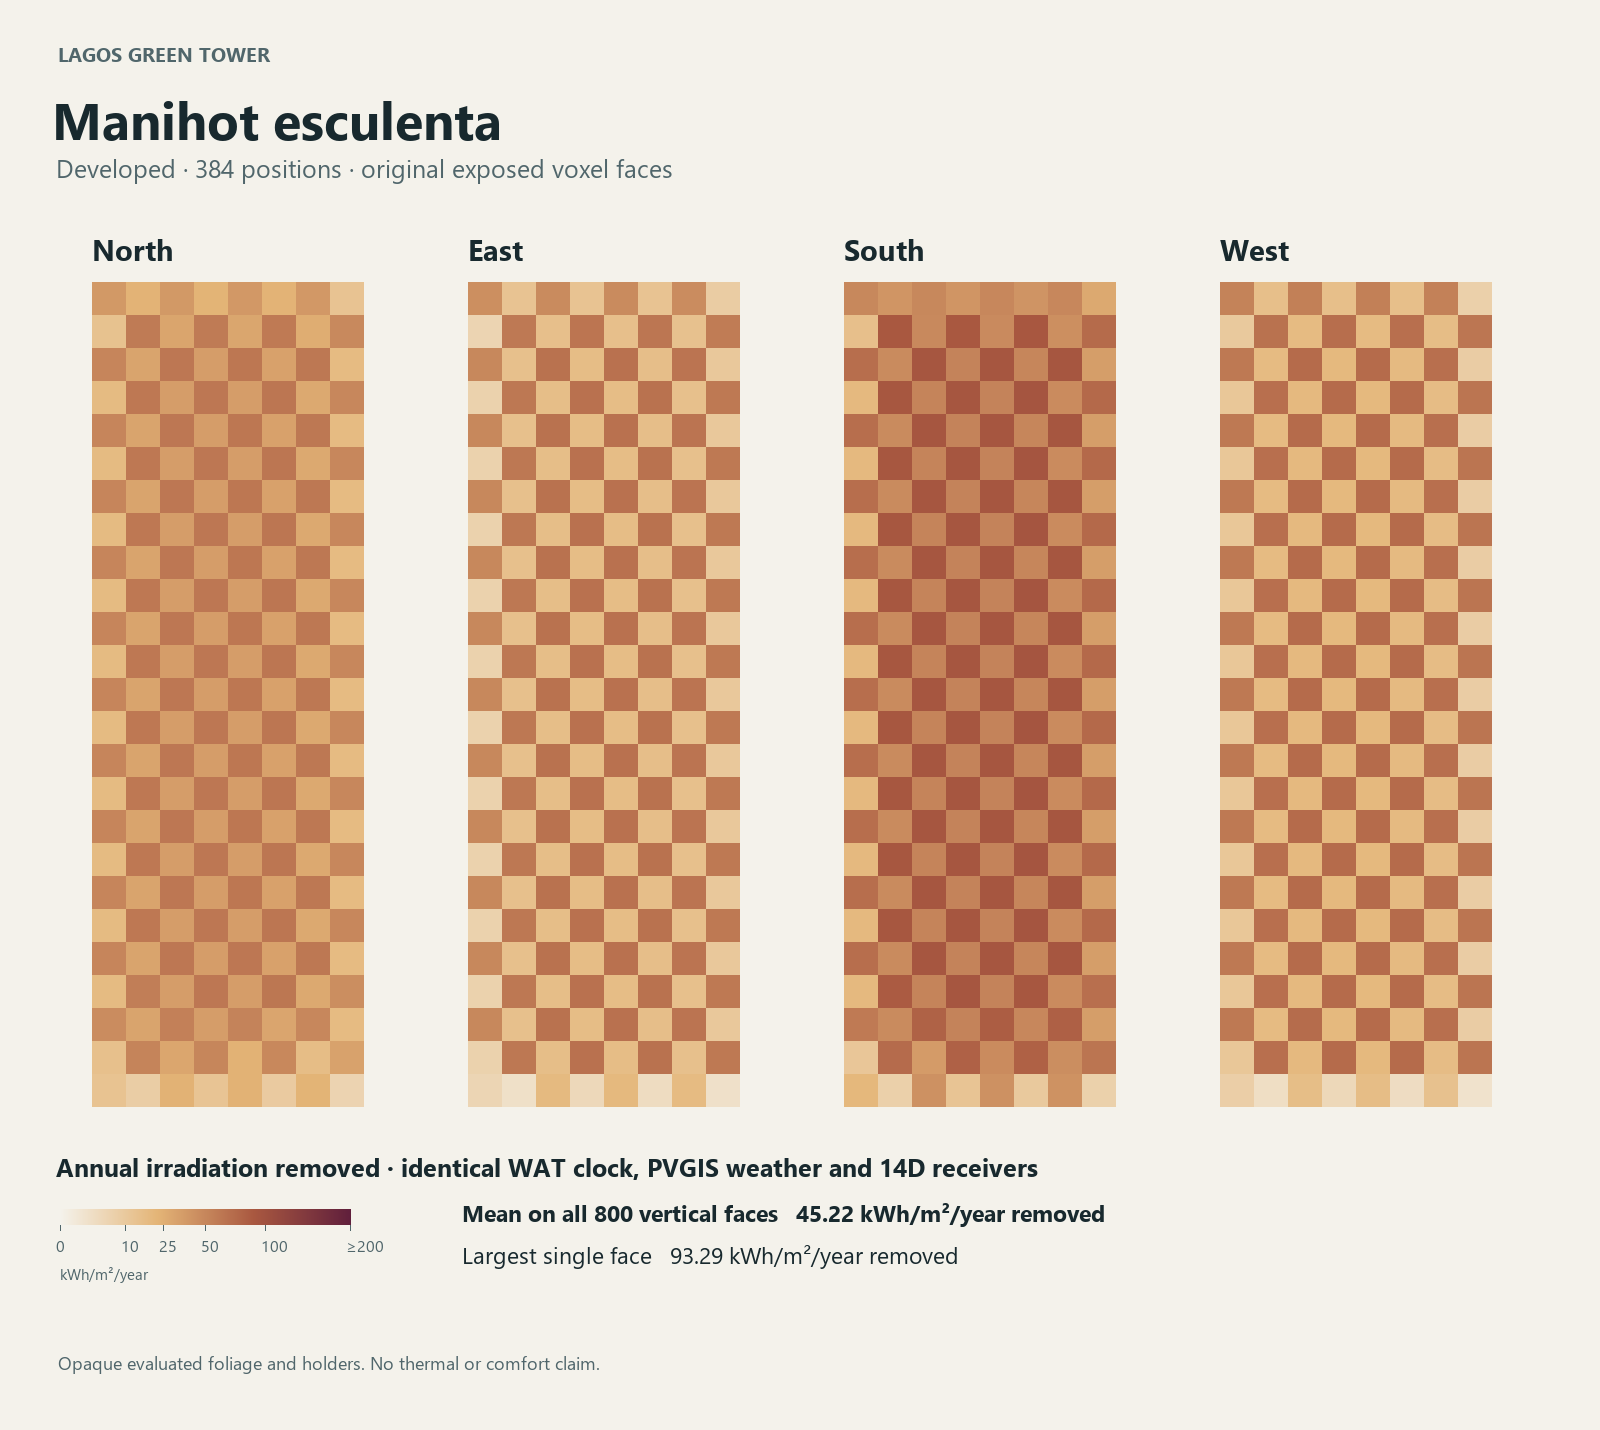 LAGOS GREEN TOWER
Manihot esculenta
Developed · 384 positions · original exposed voxel faces
North East South West
Annual irradiation removed · identical WAT clock, PVGIS weather and 14D receivers
Mean on all 800 vertical faces 45.22 kWh/m²/year removed
0 10 25 50 100 ≥200
Largest single face 93.29 kWh/m²/year removed
kWh/m²/year
Opaque evaluated foliage and holders. No thermal or comfort claim.